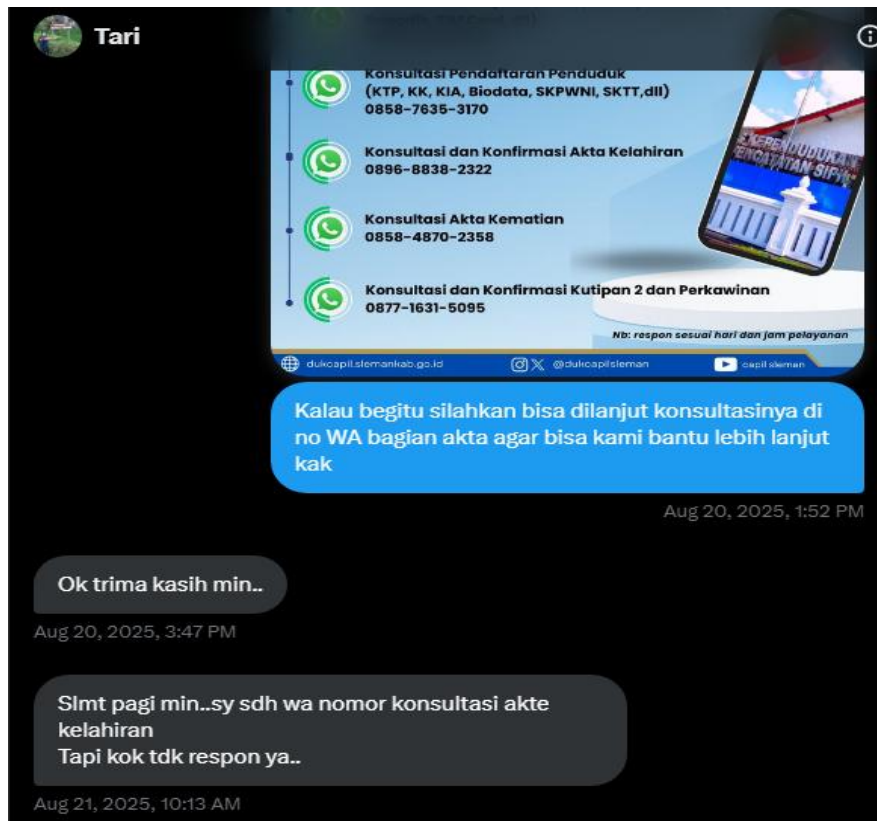 Tari
Konsultasi Pendaftaran Penduduk
(KTP, KK, KIA, Biodata, SKPWNI, SKTT,dll)
0858-7635-3170
Konsultasi dan Konfirmasi Akta Kelahiran
0896-8838-2322
Konsultasi Akta Kematian
0858-4870-2358
Konsultasi dan Konfirmasi Kutipan 2 dan Perkawinan
0877-1631-5095
KEPENDUDUKAN
PENCATATAN SIPIL
Nb: respon sesuai hari dan jam pelayanan
dukcapil.slemankab.go.id
@dukcapilsleman
capil sleman
Kalau begitu silahkan bisa dilanjut konsultasinya di
no WA bagian akta agar bisa kami bantu lebih lanjut
kak
Aug 20, 2025, 1:52 PM
Ok trima kasih min..
Aug 20, 2025, 3:47 PM
Slmt pagi min..sy sdh wa nomor konsultasi akte
kelahiran
Tapi kok tdk respon ya..
Aug 21, 2025, 10:13 AM